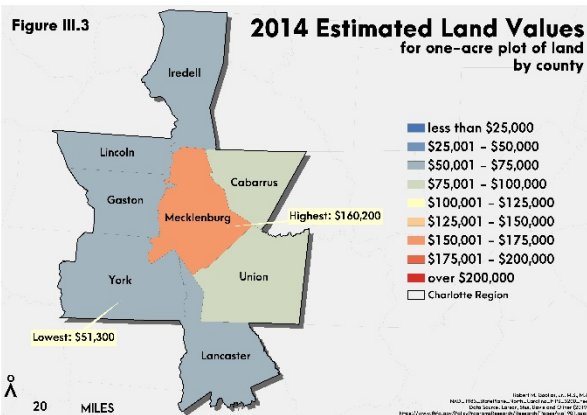 Figure III.3
2014 Estimated Land Values
for one-acre plot of land
by county
Iredell
Lincoln
Cabarrus
Gaston
Mecklenburg
Highest: $160,200
York
Union
Lowest: $51,300
Lancaster
less than $25,000
$25,001 - $50,000
$50,001 - $75,000
$75,001 - $100,000
$100,001 - $125,000
$125,001 - $150,000
$150,001 - $175,000
$175,001 - $200,000
over $200,000
Charlotte Region
20 MILES